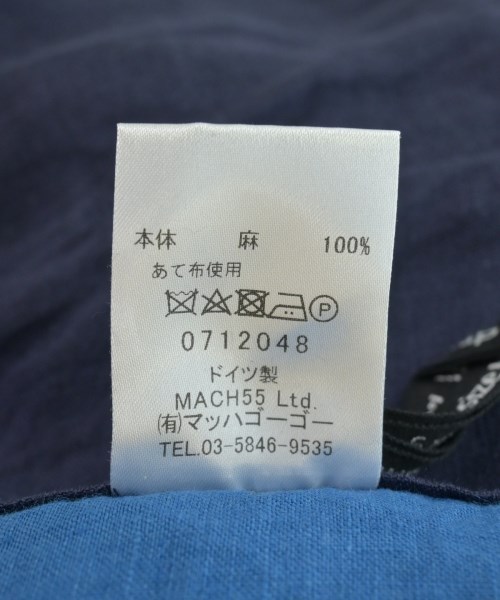 本体 麻 100%
あて布使用
P
0712048
ドイツ製
MACH55 Ltd.
(有)マッハゴーゴー
TEL.03-5846-9535